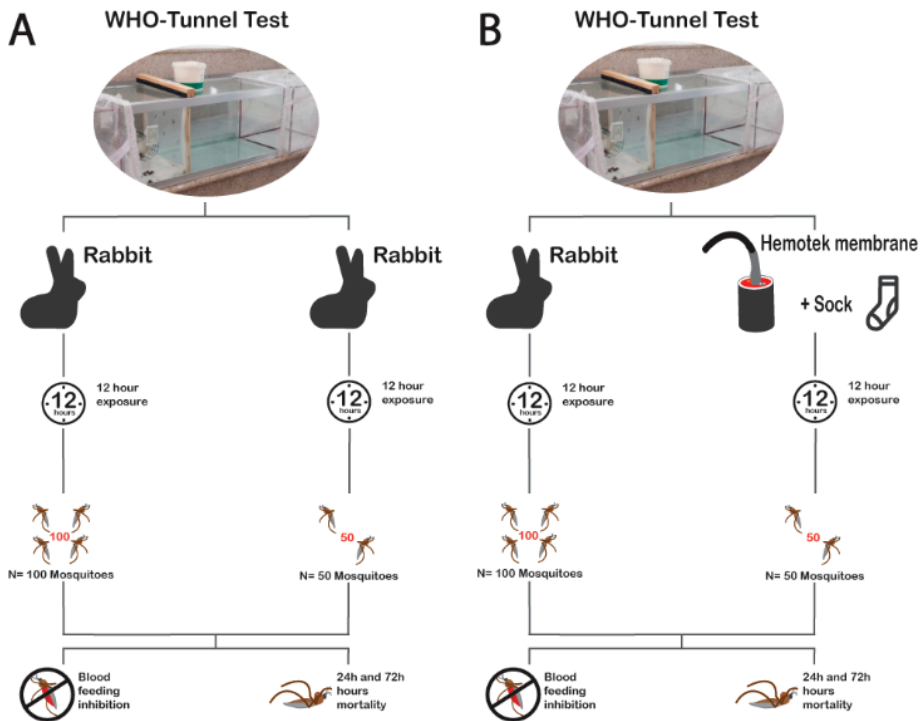 A
WHO-Tunnel Test
Rabbit
Rabbit
12
hours
12 hour
exposure
12
hours
12 hour
exposure
100
N= 100 Mosquitoes
50
N= 50 Mosquitoes
Blood
feeding
inhibition
24h and 72h
hours
mortality
B
WHO-Tunnel Test
Rabbit
Hemotek membrane
+ Sock
12
hours
12 hour
exposure
12
hours
12 hour
exposure
100
N= 100 Mosquitoes
50
N= 50 Mosquitoes
Blood
feeding
inhibition
24h and 72h
hours
mortality